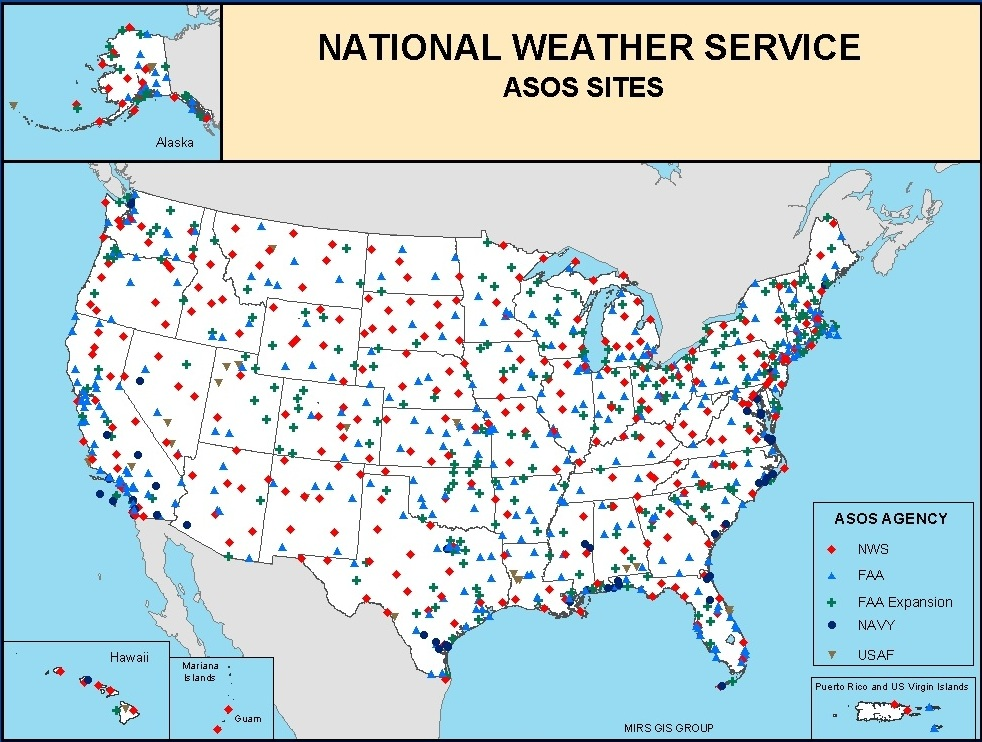 NATIONAL WEATHER SERVICE
ASOS SITES
Alaska
ASOS AGENCY
NWS
FAA
FAA Expansion
NAVY
USAF
Hawaii
Mariana
Islands
Guam
Puerto Rico and US Virgin Islands
MIRS GIS GROUP